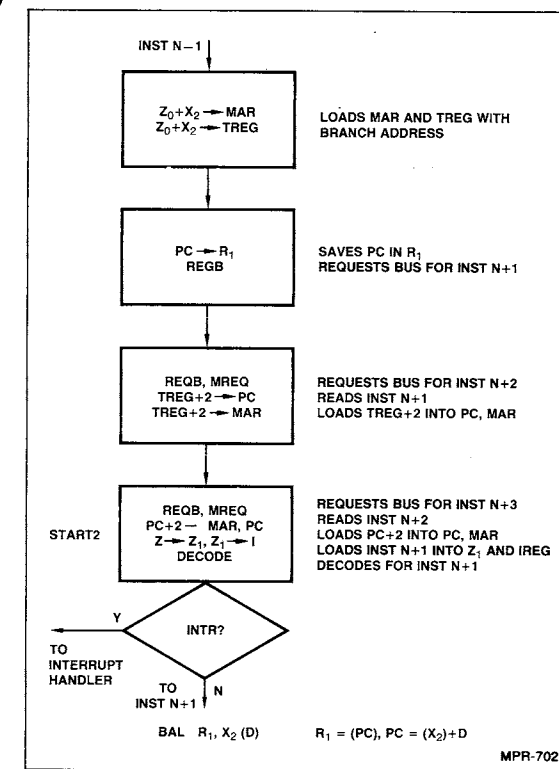 INST N−1
Z₀+X₂ → MAR
Z₀+X₂ → TREG
LOADS MAR AND TREG WITH
BRANCH ADDRESS
PC → R₁
REGB
SAVES PC IN R₁
REQUESTS BUS FOR INST N+1
REQB, MREQ
TREG+2 → PC
TREG+2 → MAR
REQUESTS BUS FOR INST N+2
READS INST N+1
LOADS TREG+2 INTO PC, MAR
START2
REQB, MREQ
PC+2 — MAR, PC
Z → Z₁, Z₁ → I
DECODE
REQUESTS BUS FOR INST N+3
READS INST N+2
LOADS PC+2 INTO PC, MAR
LOADS INST N+1 INTO Z₁ AND IREG
DECODES FOR INST N+1
INTR?
Y
TO
INTERRUPT
HANDLER
TO
INST N+1
N
BAL R₁, X₂ (D) R₁ = (PC), PC = (X₂)+D
MPR-702